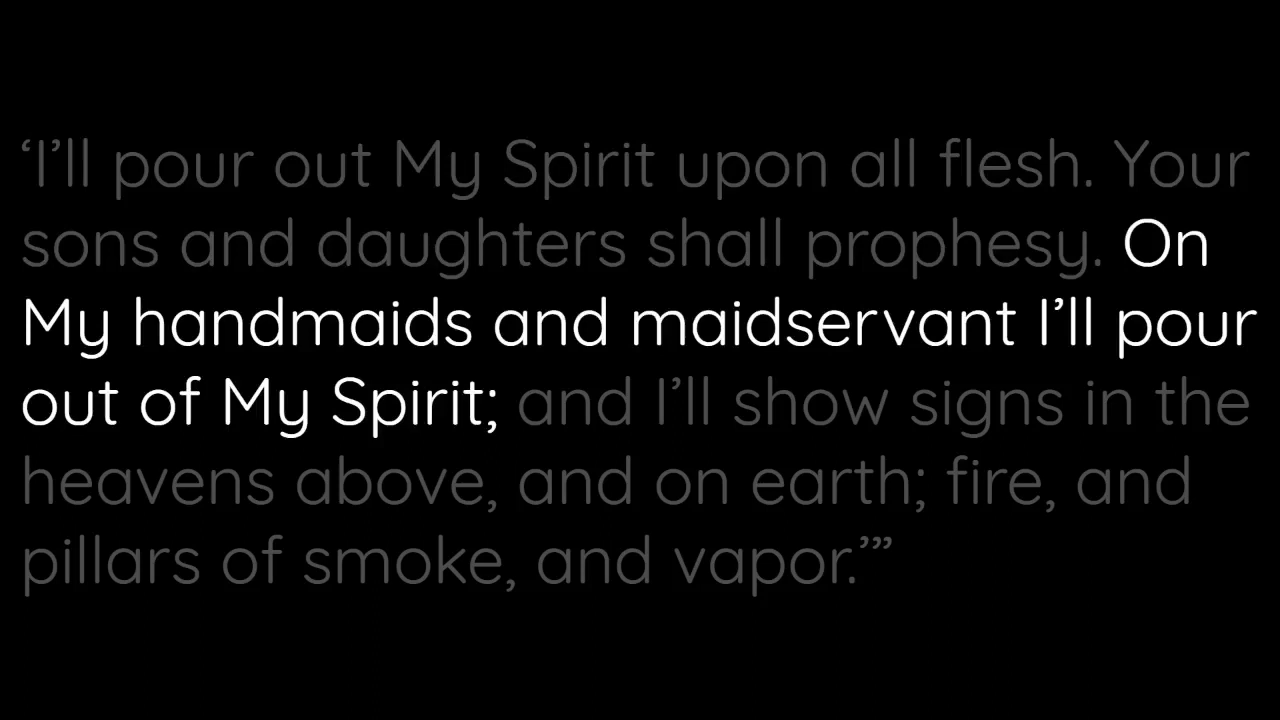 ‘I’ll pour out My Spirit upon all flesh. Your
sons and daughters shall prophesy. On
My handmaids and maidservant I’ll pour
out of My Spirit; and I’ll show signs in the
heavens above, and on earth; fire, and
pillars of smoke, and vapor.’”